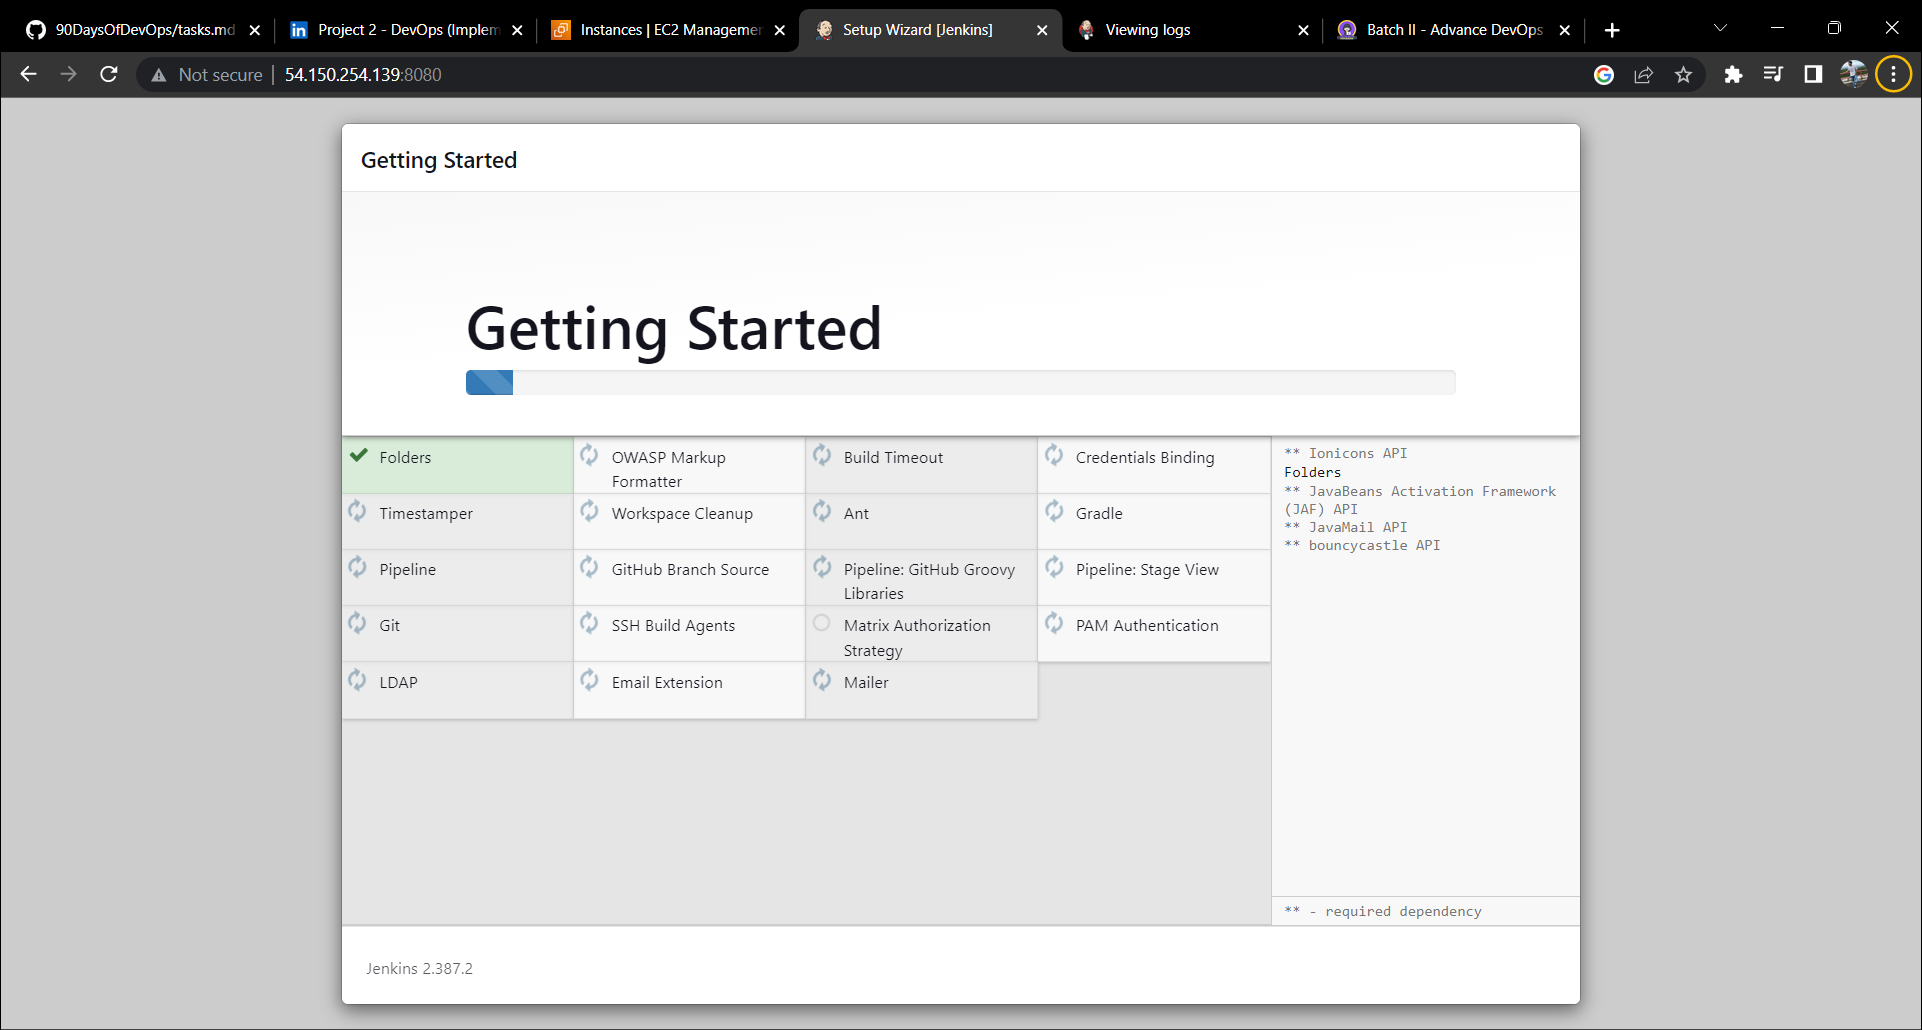 90DaysOfDevOps/tasks.md
Project 2 - DevOps (Implem
Instances | EC2 Managemer
Setup Wizard [Jenkins]
Viewing logs
Batch II - Advance DevOps
Not secure
54.150.254.139:8080
Getting Started
Getting Started
Folders
OWASP Markup
Formatter
Build Timeout
Credentials Binding
Timestamper
Workspace Cleanup
Ant
Gradle
Pipeline
GitHub Branch Source
Pipeline: GitHub Groovy
Libraries
Pipeline: Stage View
Git
SSH Build Agents
Matrix Authorization
Strategy
PAM Authentication
LDAP
Email Extension
Mailer
** Ionicons API
Folders
** JavaBeans Activation Framework
(JAF) API
** JavaMail API
** bouncycastle API
** - required dependency
Jenkins 2.387.2